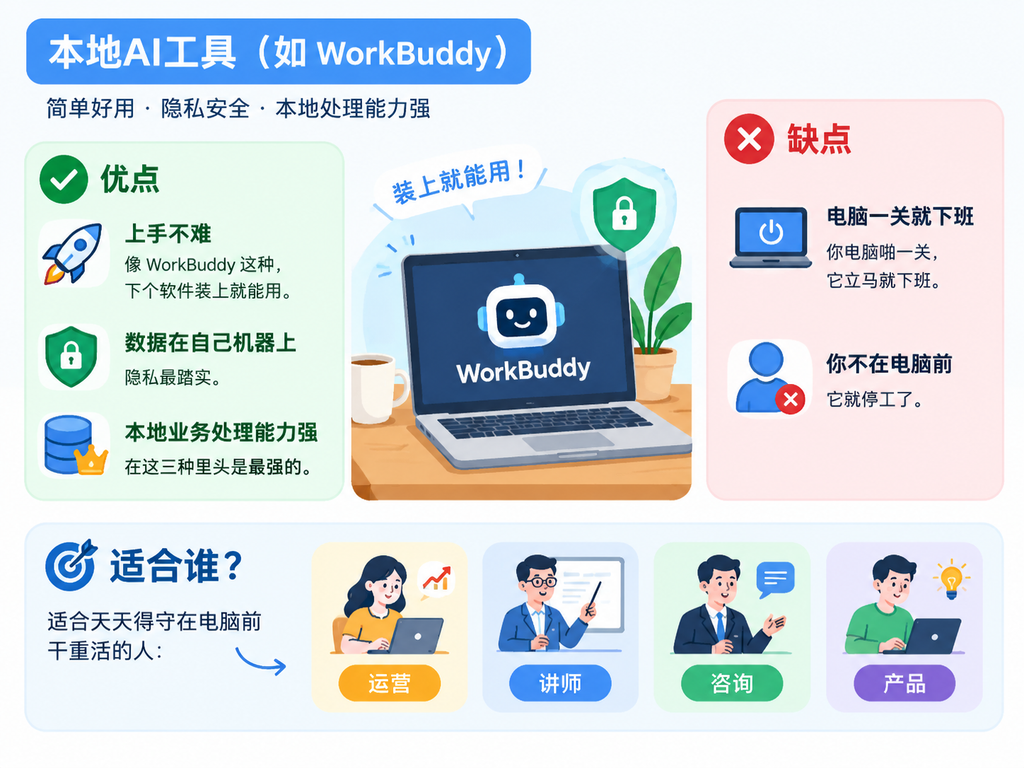 本地AI工具（如 WorkBuddy）
简单好用 · 隐私安全 · 本地处理能力强
优点
上手不难
像 WorkBuddy 这种，
下个软件装上就能用。
数据在自己机器上
隐私最踏实。
本地业务处理能力强
在这三种里头是最强的。
装上就能用！
WorkBuddy
缺点
电脑一关就下班
你电脑啪一关，
它立马就下班。
你不在电脑前
它就停工了。
适合谁？
适合天天得守在电脑前
干重活的人：
运营
讲师
咨询
产品